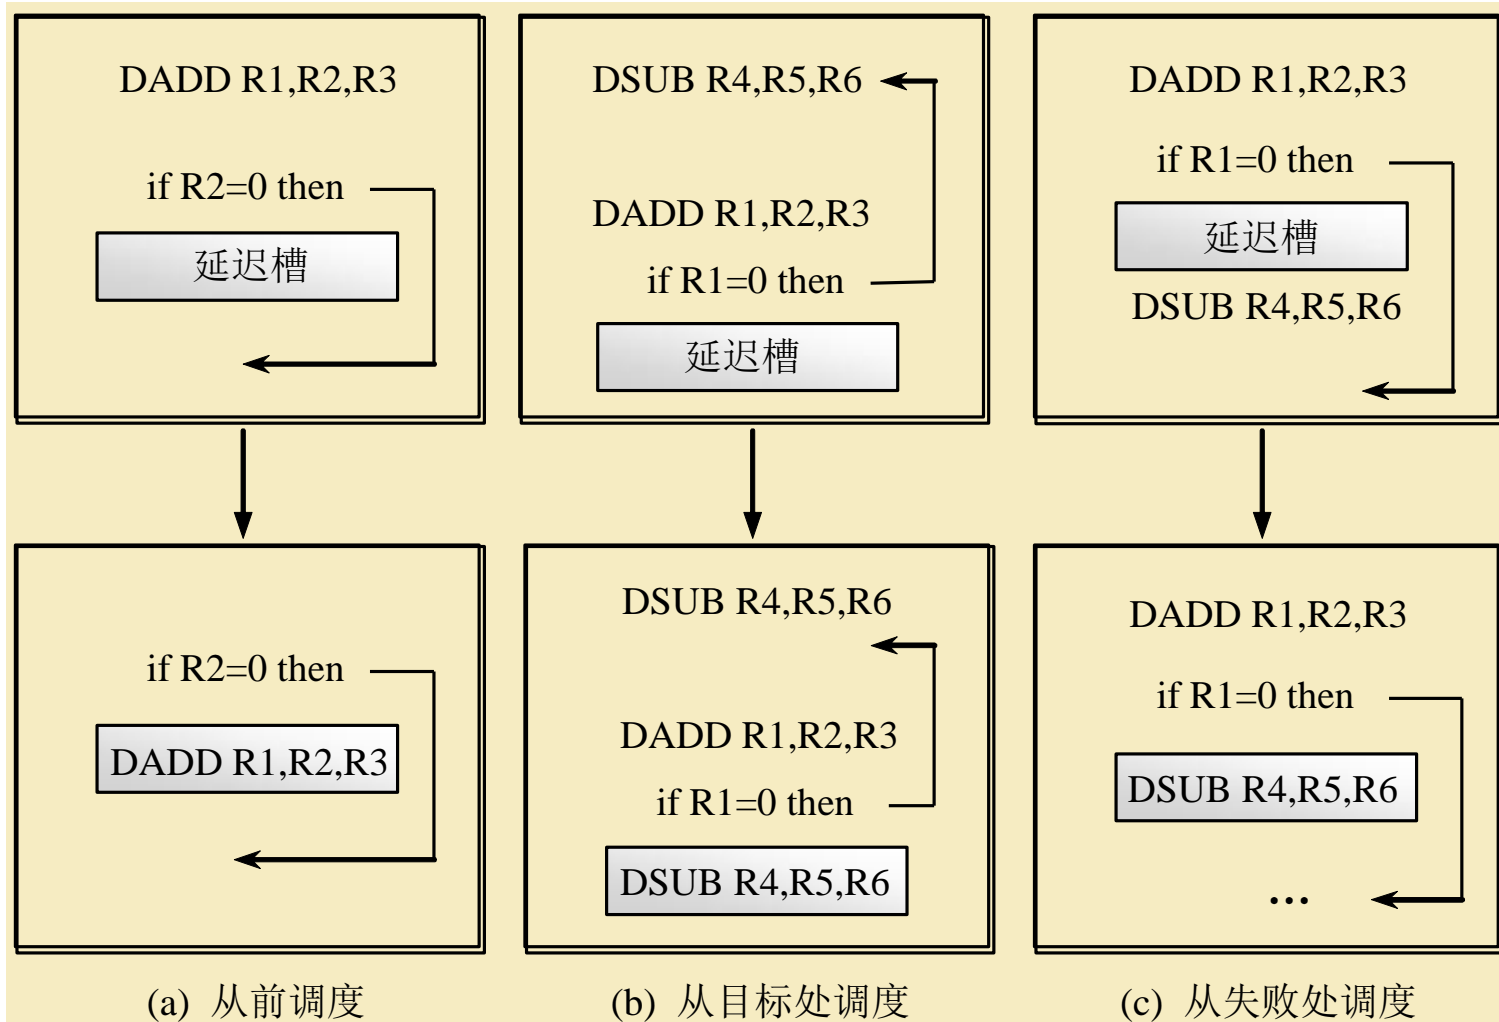 DADD R1,R2,R3
if R2=0 then
延迟槽
DSUB R4,R5,R6
DADD R1,R2,R3
if R1=0 then
延迟槽
DADD R1,R2,R3
if R1=0 then
延迟槽
DSUB R4,R5,R6
if R2=0 then
DADD R1,R2,R3
DSUB R4,R5,R6
DADD R1,R2,R3
if R1=0 then
DSUB R4,R5,R6
DADD R1,R2,R3
if R1=0 then
DSUB R4,R5,R6
…
(a) 从前调度
(b) 从目标处调度
(c) 从失败处调度